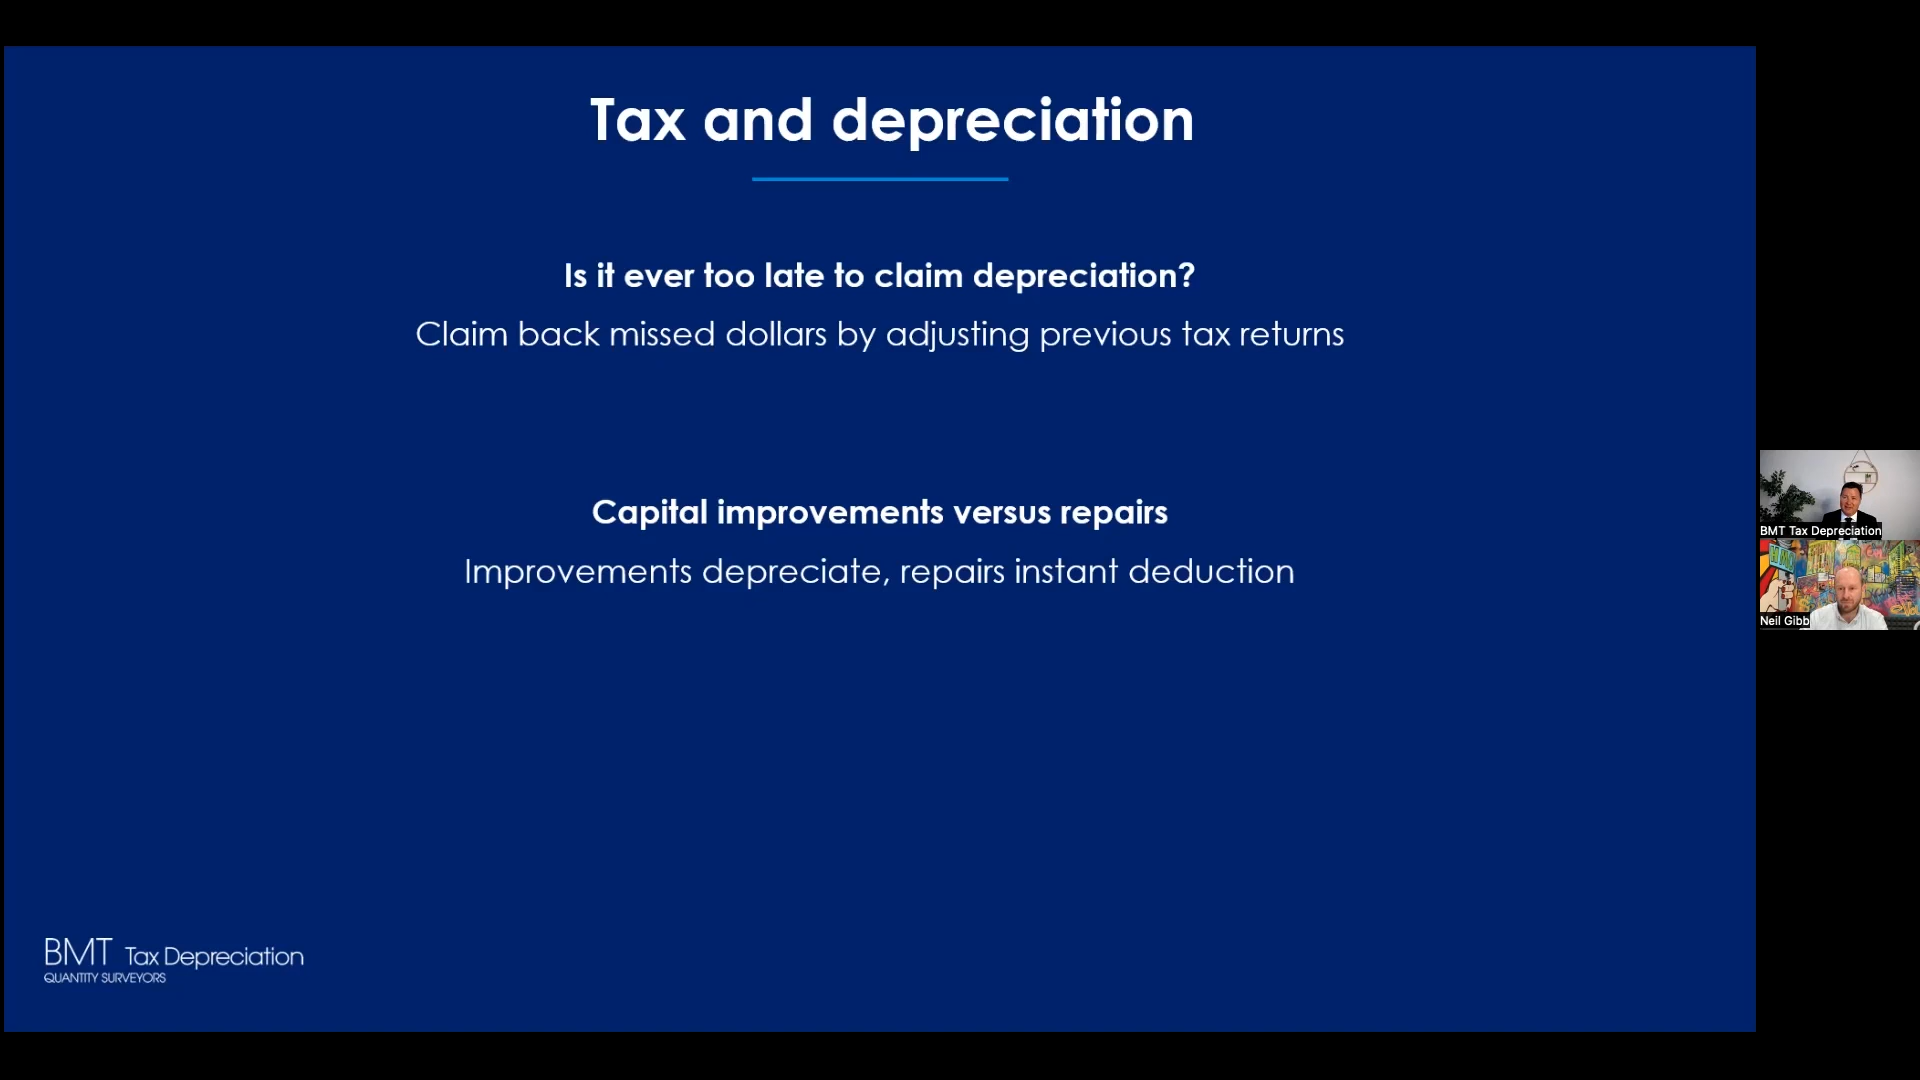 Tax and depreciation
Is it ever too late to claim depreciation?
Claim back missed dollars by adjusting previous tax returns
Capital improvements versus repairs
Improvements depreciate, repairs instant deduction
BMT Tax Depreciation
QUANTITY SURVEYORS
BMT Tax Depreciation
Neil Gibb